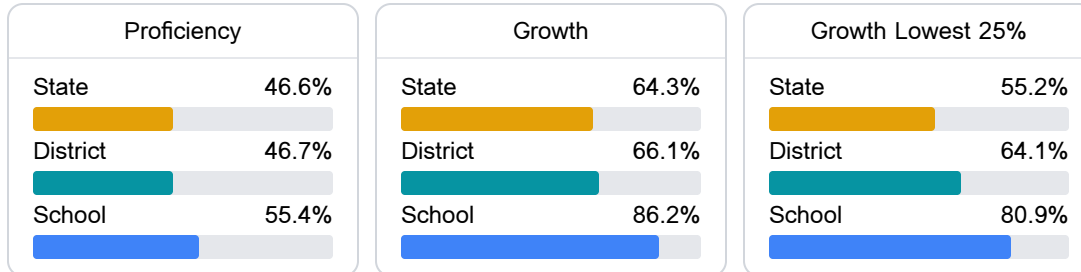 Proficiency
State 46.6%
District 46.7%
School 55.4%
Growth
State 64.3%
District 66.1%
School 86.2%
Growth Lowest 25%
State 55.2%
District 64.1%
School 80.9%